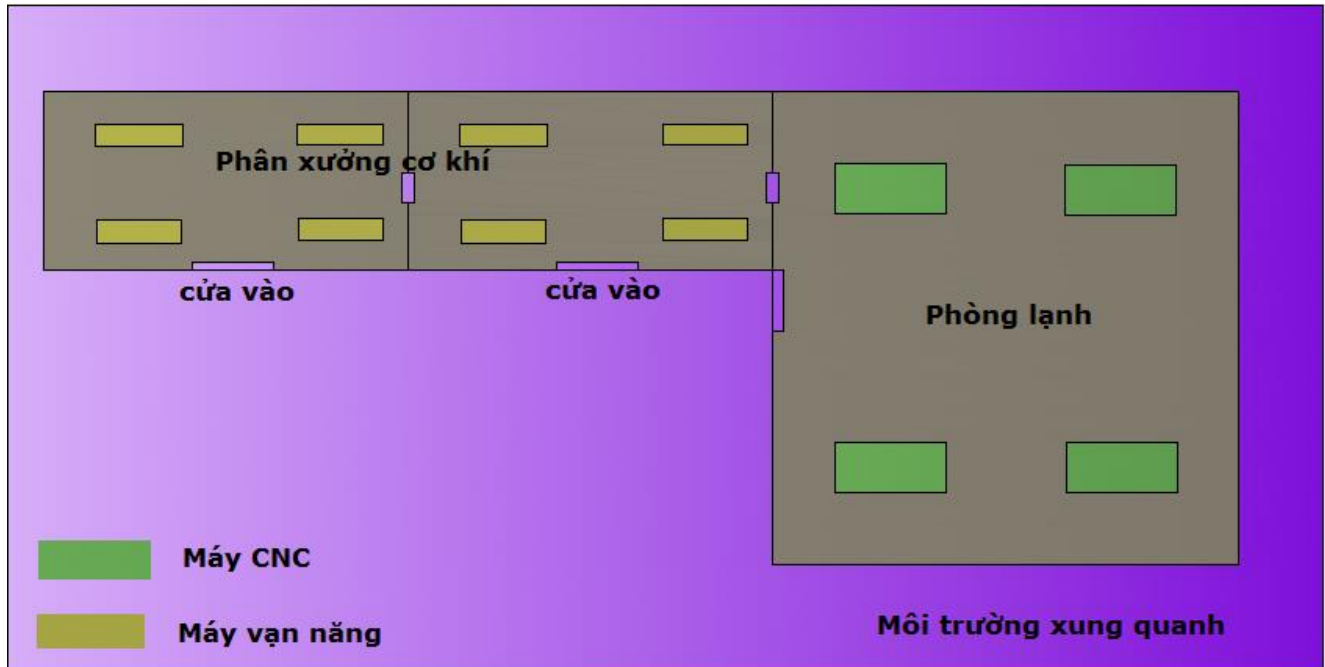 Phân xưởng cơ khí
cửa vào
cửa vào
Phòng lạnh
Máy CNC
Máy vạn năng
Môi trường xung quanh